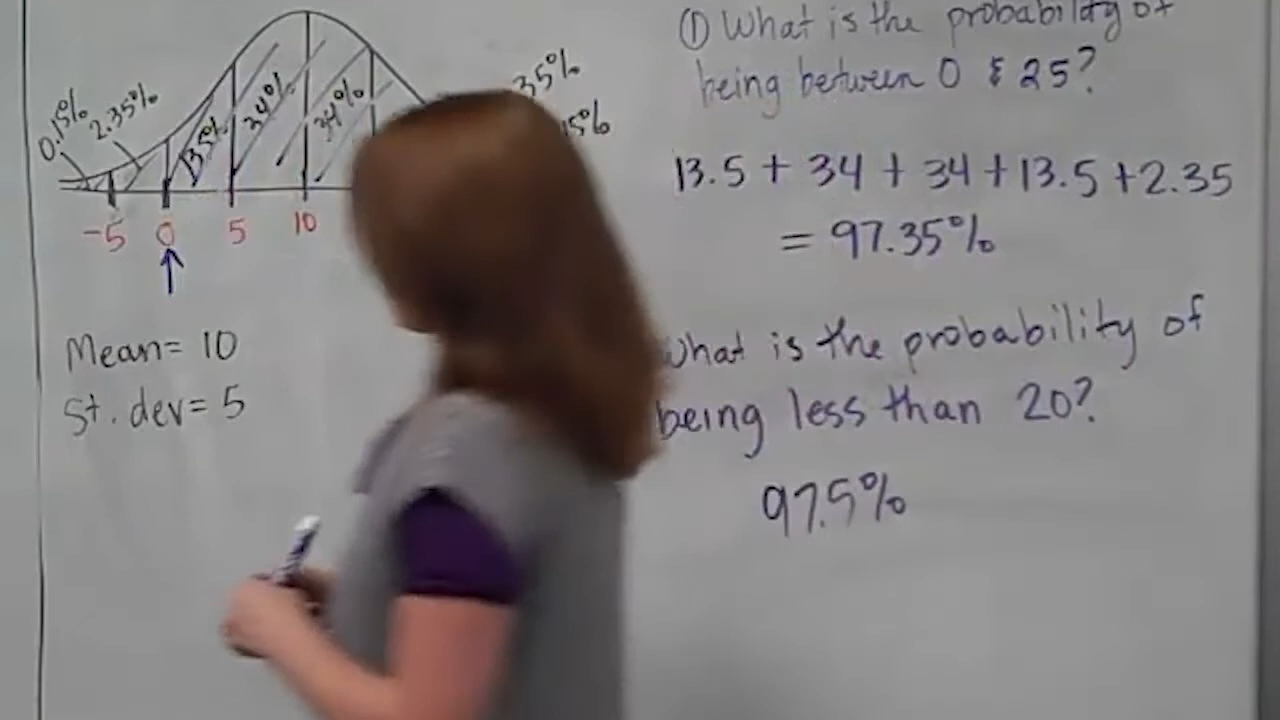 0.15%
2.35%
13.5%
34%
34%
35%
15%
-5 0 5 10
Mean= 10
St. dev= 5
① What is the probability of
being between 0 & 25?
13.5 + 34 + 34 + 13.5 + 2.35
= 97.35%
What is the probability of
being less than 20?
97.5%